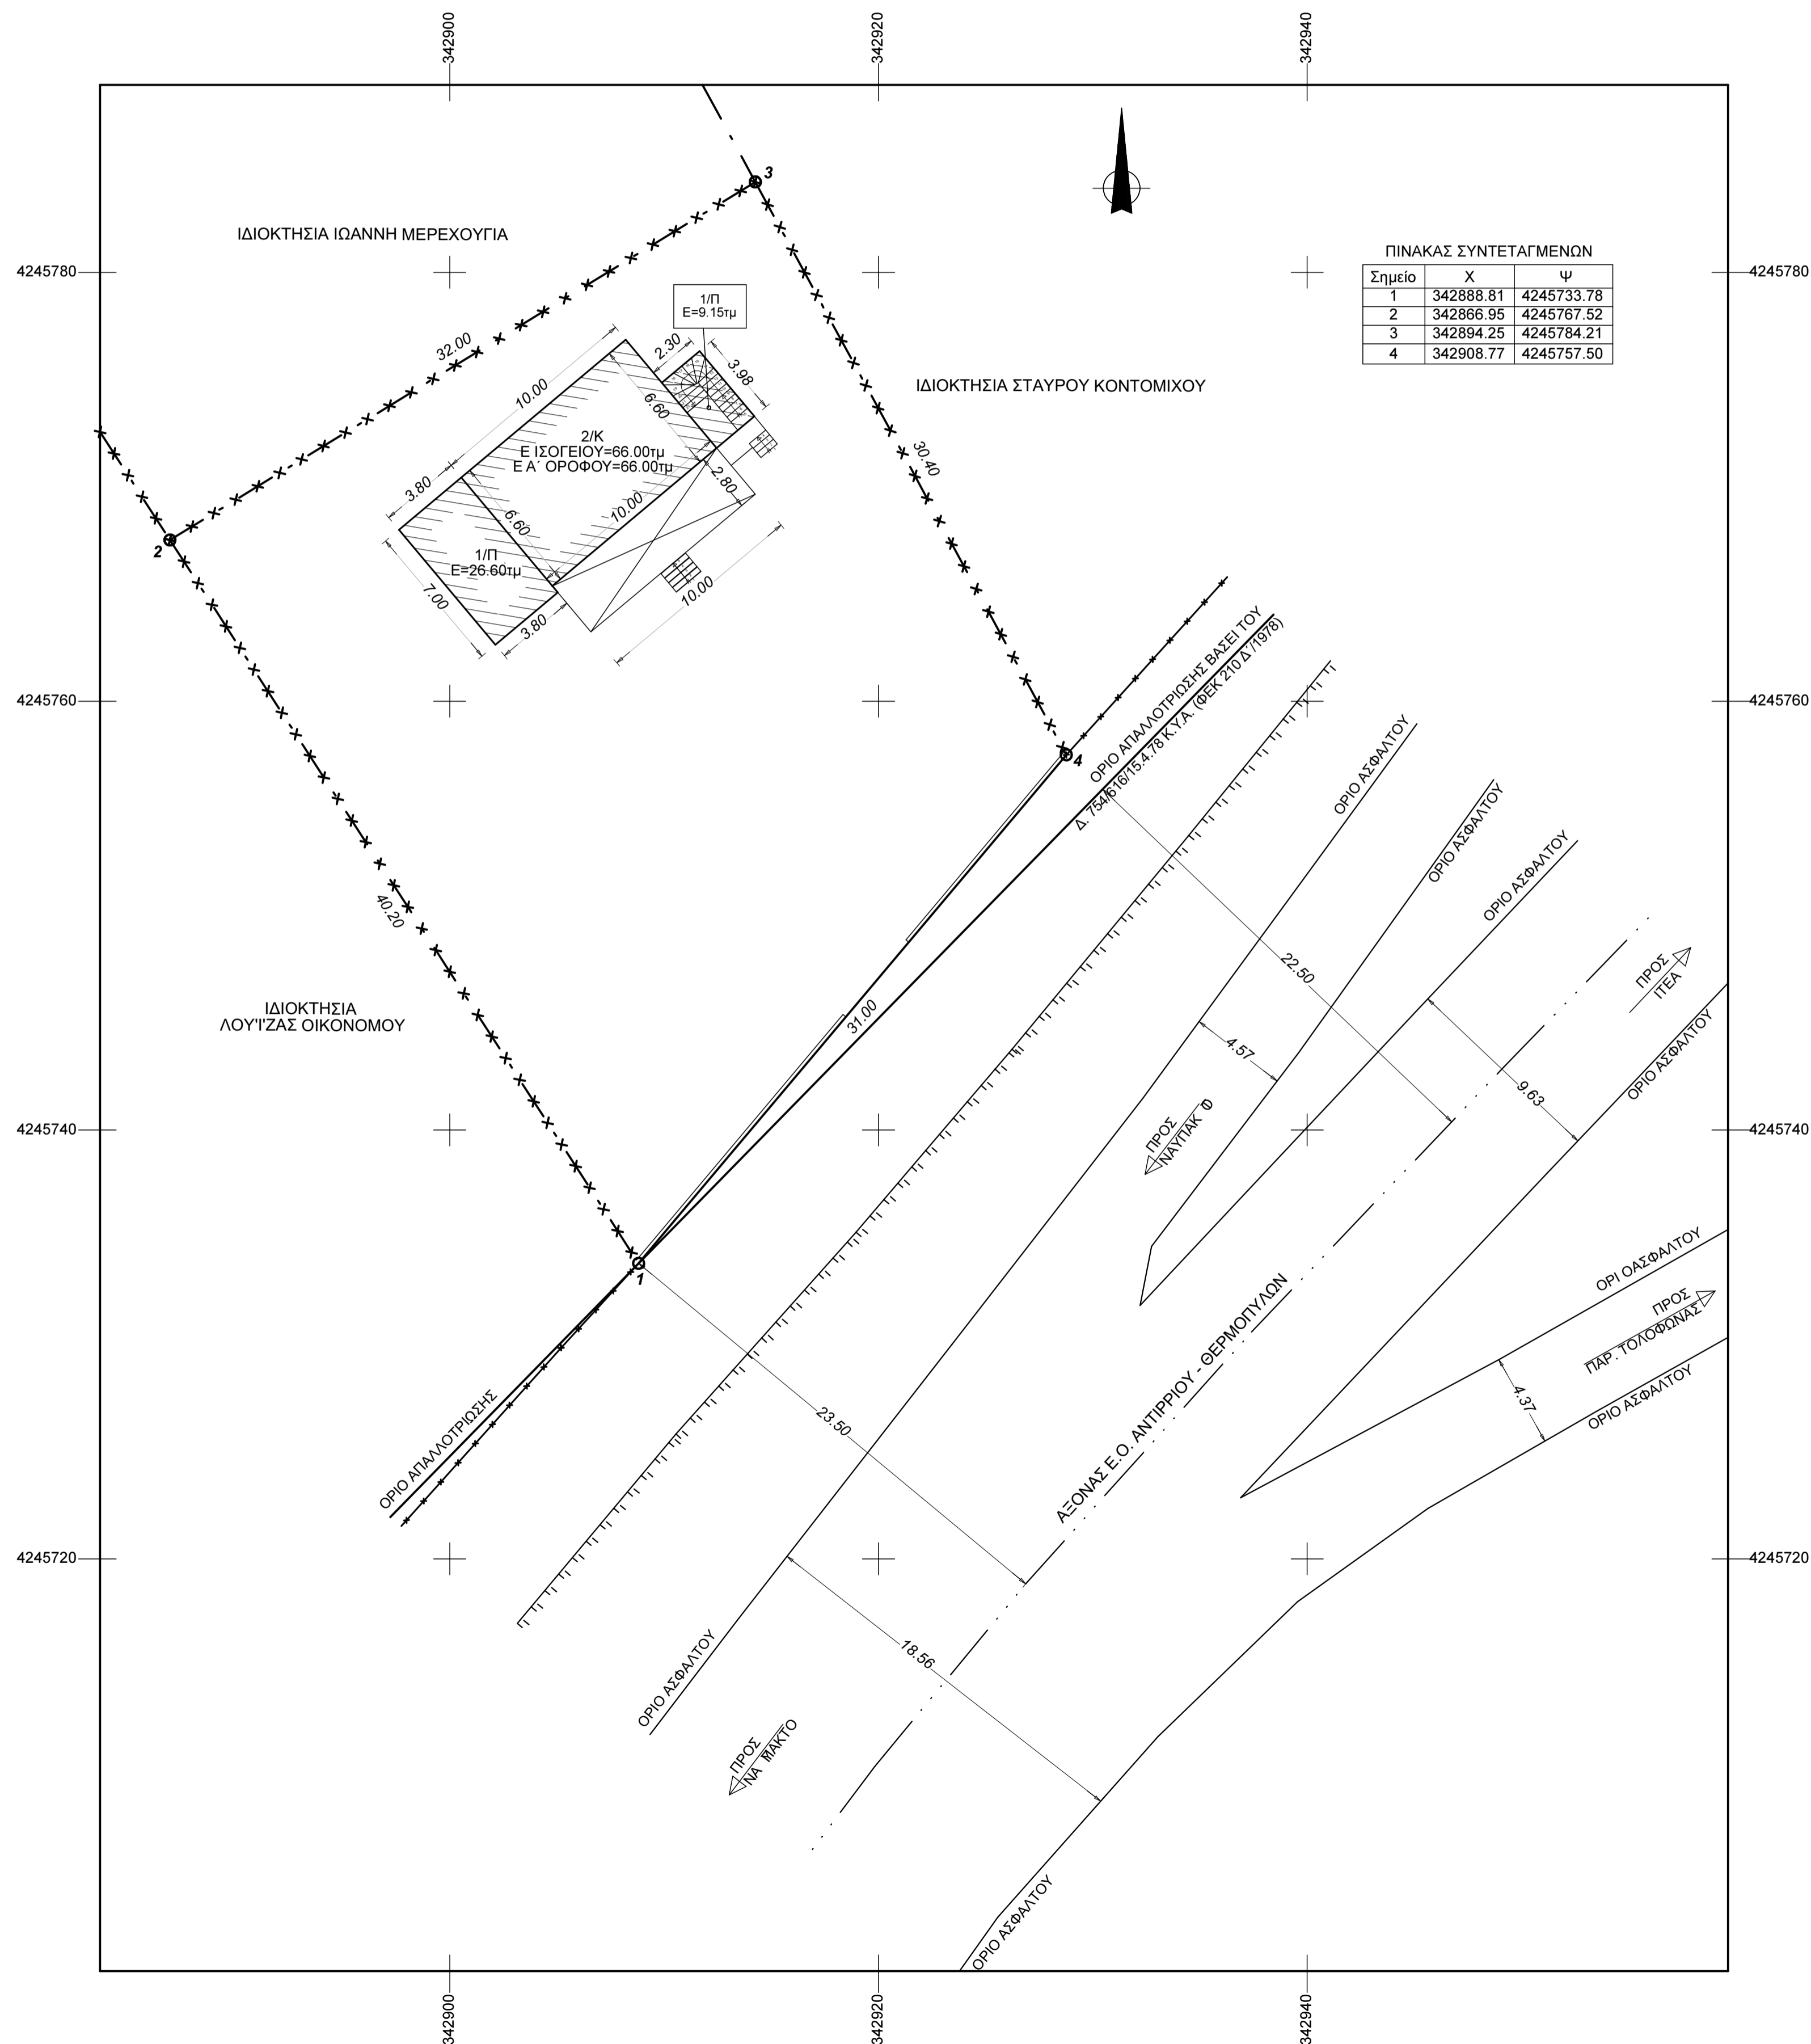 342900
342920
342940
3
ΙΔΙΟΚΤΗΣΙΑ ΙΩΑΝΝΗ ΜΕΡΕΧΟΥΓΙΑ
ΠΙΝΑΚΑΣ ΣΥΝΤΕΤΑΓΜΕΝΩΝ
4245780
4245780
Σημείο Χ Ψ
1 342888.81 4245733.78
2 342866.95 4245767.52
3 342894.25 4245784.21
4 342908.77 4245757.50
1/Π
Ε=9.15τμ
32.00
2.30
3.98
10.00
6.60
ΙΔΙΟΚΤΗΣΙΑ ΣΤΑΥΡΟΥ ΚΟΝΤΟΜΙΧΟΥ
2/Κ
Ε ΙΣΟΓΕΙΟΥ=66.00τμ
Ε Α΄ ΟΡΟΦΟΥ=66.00τμ
30.40
3.80
2.80
10.00
6.60
2
1/Π
Ε=26.60τμ
7.00
10.00
3.80
4245760
4245760
ΟΡΙΟ ΑΠΑΛΛΟΤΡΙΩΣΗΣ ΒΑΣΕΙ ΤΟΥ
Δ. 754/616/15.4.78 Κ.Υ.Α. (ΦΕΚ 210 Δ΄/1978)
4
ΟΡΙΟ ΑΣΦΑΛΤΟΥ
ΟΡΙΟ ΑΣΦΑΛΤΟΥ
ΟΡΙΟ ΑΣΦΑΛΤΟΥ
40.20
22.50
ΠΡΟΣ
ΙΤΕΑ
ΙΔΙΟΚΤΗΣΙΑ
ΛΟΥ'Ι'ΖΑΣ ΟΙΚΟΝΟΜΟΥ
31.00
4.57
9.63
ΟΡΙΟ ΑΣΦΑΛΤΟΥ
4245740
4245740
ΠΡΟΣ
ΝΑΥΠΑΚ
1
ΟΡΙ ΟΑΣΦΑΛΤΟΥ
ΠΡΟΣ
ΠΑΡ. ΤΟΛΟΦΩΝΑΣ
ΑΞΟΝΑΣ Ε.Ο. ΑΝΤΙΡΡΙΟΥ - ΘΕΡΜΟΠΥΛΩΝ
4.37
ΟΡΙΟ ΑΣΦΑΛΤΟΥ
ΟΡΙΟ ΑΠΑΛΛΟΤΡΙΩΣΗΣ
23.50
4245720
4245720
18.56
ΟΡΙΟ ΑΣΦΑΛΤΟΥ
ΠΡΟΣ
ΟΡΙΟ ΑΣΦΑΛΤΟΥ
342900
342920
342940